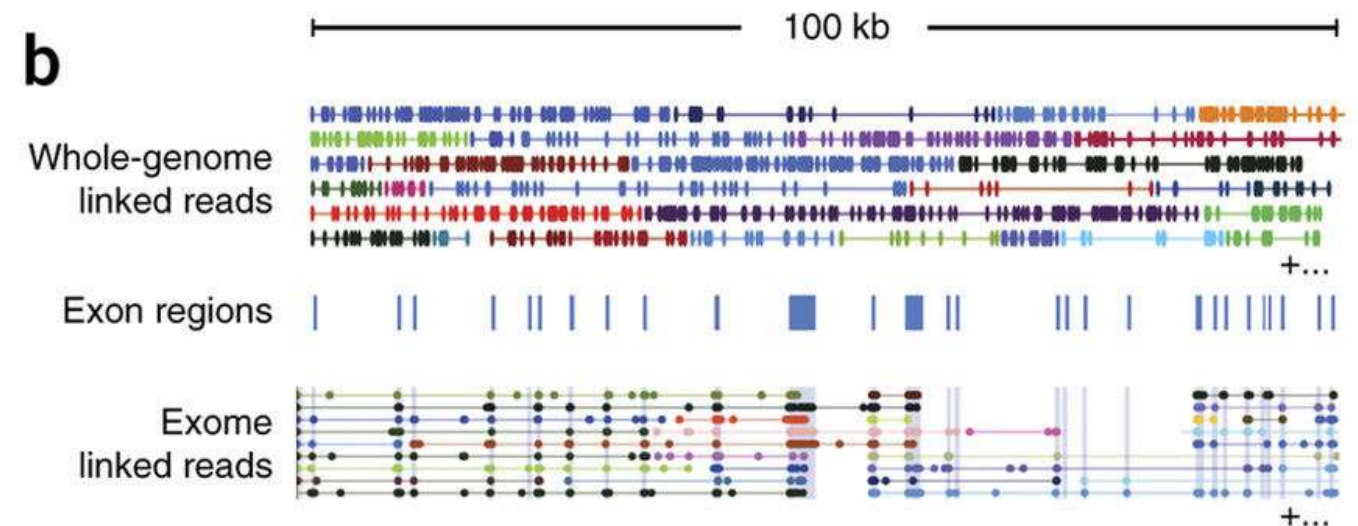 100 kb
b
Whole-genome
linked reads
+...
Exon regions
Exome
linked reads
+...